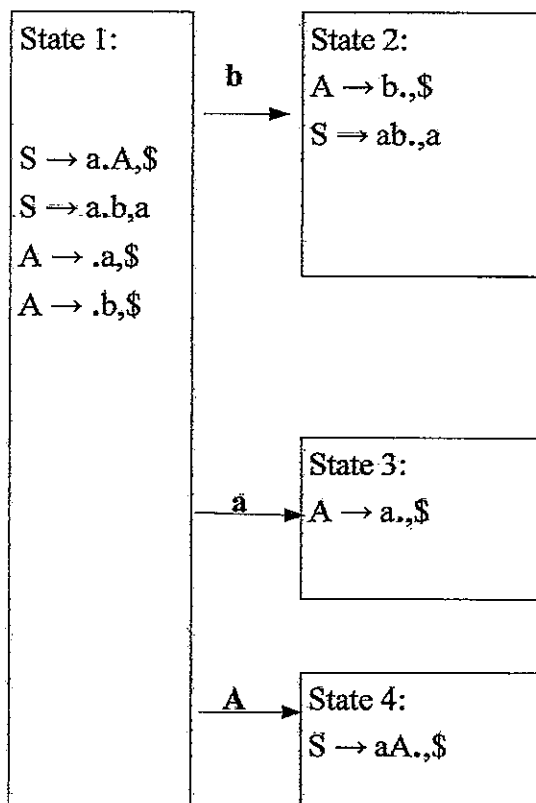 State 1:
S → a.A,$
S → a.b,a
A → .a,$
A → .b,$
b
State 2:
A → b.,$
S → ab.,a
a
State 3:
A → a.,$
A
State 4:
S → aA.,$